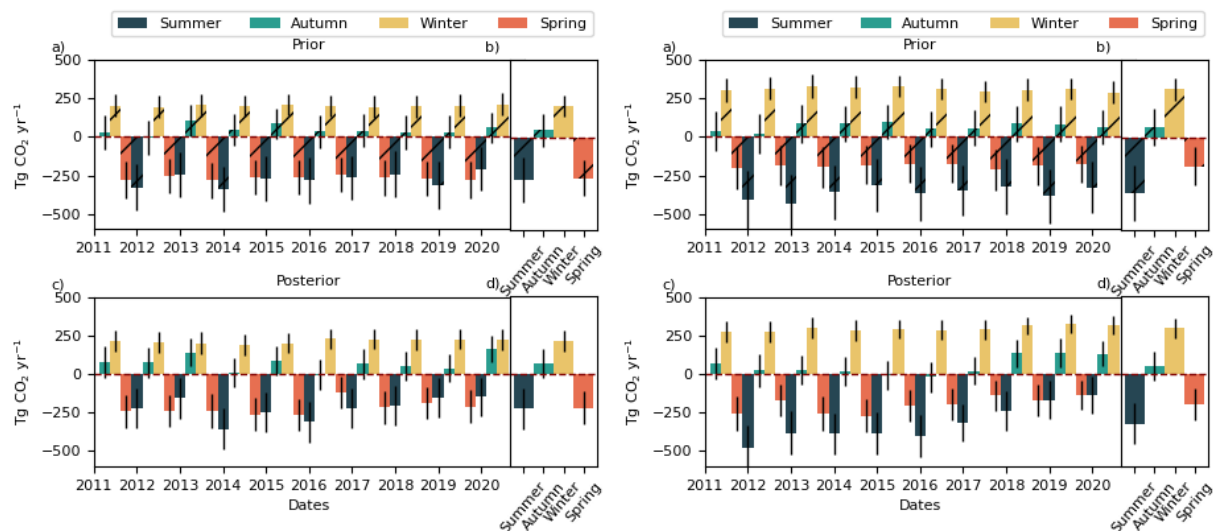 Summer Autumn Winter Spring
a) Prior b)
500
250
0
−250
−500
Tg CO₂ yr⁻¹
2011 2012 2013 2014 2015 2016 2017 2018 2019 2020
Summer Autumn Winter Spring
c) Posterior d)
500
250
0
−250
−500
Tg CO₂ yr⁻¹
2011 2012 2013 2014 2015 2016 2017 2018 2019 2020
Dates
Summer Autumn Winter Spring
Summer Autumn Winter Spring
a) Prior b)
500
250
0
−250
−500
Tg CO₂ yr⁻¹
2011 2012 2013 2014 2015 2016 2017 2018 2019 2020
Summer Autumn Winter Spring
c) Posterior d)
500
250
0
−250
−500
Tg CO₂ yr⁻¹
2011 2012 2013 2014 2015 2016 2017 2018 2019 2020
Dates
Summer Autumn Winter Spring